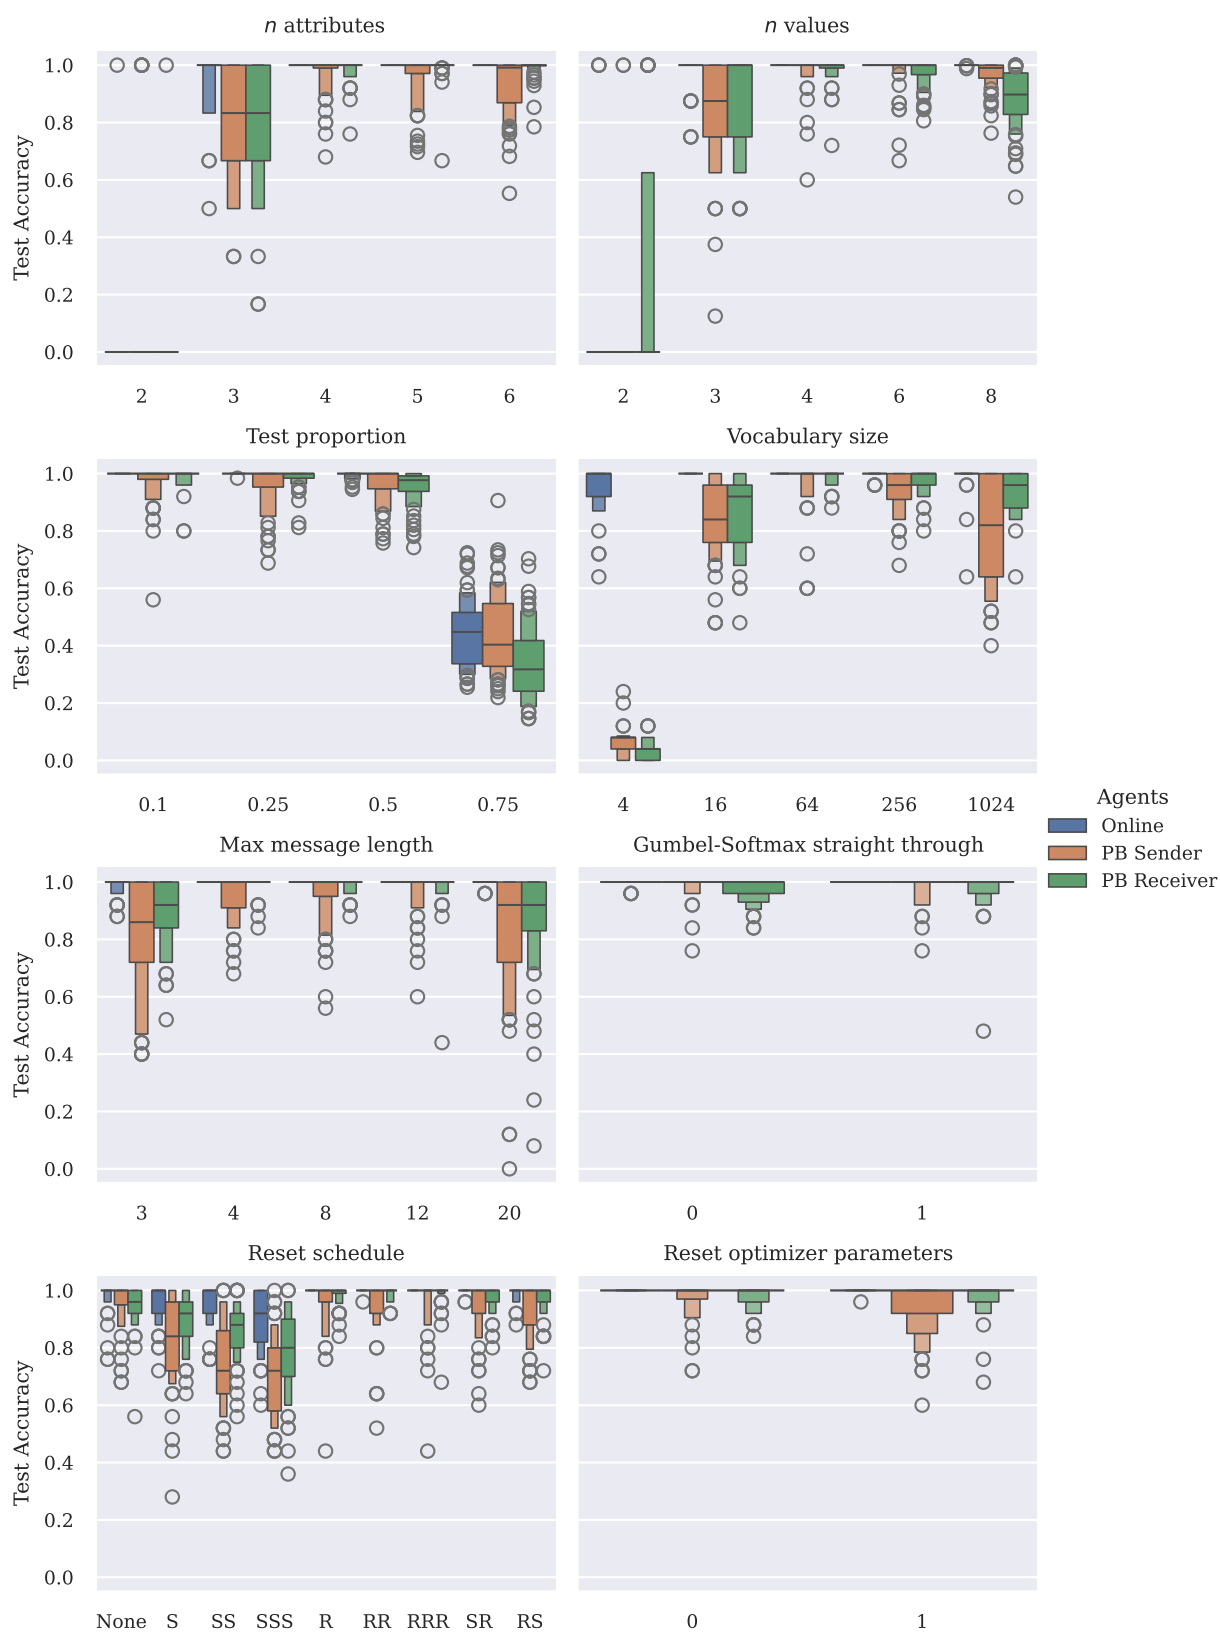 n attributes
n values
Test Accuracy
1.0
0.8
0.6
0.4
0.2
0.0
2 3 4 5 6
2 3 4 6 8
Test proportion
Vocabulary size
Test Accuracy
1.0
0.8
0.6
0.4
0.2
0.0
0.1 0.25 0.5 0.75
4 16 64 256 1024
Agents
Online
PB Sender
PB Receiver
Max message length
Gumbel-Softmax straight through
Test Accuracy
1.0
0.8
0.6
0.4
0.2
0.0
3 4 8 12 20
0 1
Reset schedule
Reset optimizer parameters
Test Accuracy
1.0
0.8
0.6
0.4
0.2
0.0
None S SS SSS R RR RRR SR RS
0 1